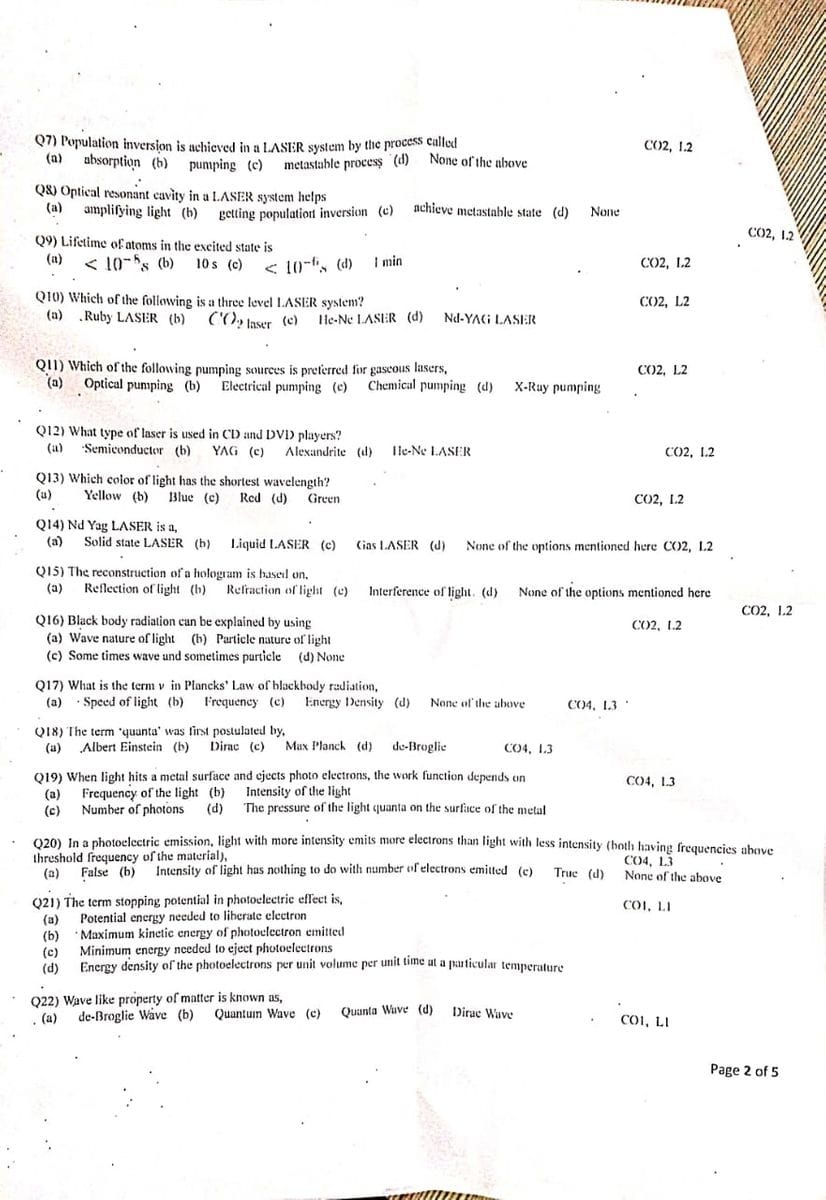 Q7) Population inversion is achieved in a LASER system by the process called CO2, L2
(a) absorption (b) pumping (c) metastable process (d) None of the above
Q8) Optical resonant cavity in a LASER system helps
(a) amplifying light (b) getting population inversion (c) achieve metastable state (d) None
CO2, L2
Q9) Lifetime of atoms in the excited state is
(a) < 10⁻⁸s (b) 10 s (c) < 10⁻⁶s (d) 1 min CO2, L2
Q10) Which of the following is a three level LASER system? CO2, L2
(a) Ruby LASER (b) CO₂ laser (c) He-Ne LASER (d) Nd-YAG LASER
Q11) Which of the following pumping sources is preferred for gaseous lasers, CO2, L2
(a) Optical pumping (b) Electrical pumping (c) Chemical pumping (d) X-Ray pumping
Q12) What type of laser is used in CD and DVD players?
(a) Semiconductor (b) YAG (c) Alexandrite (d) He-Ne LASER CO2, L2
Q13) Which color of light has the shortest wavelength?
(a) Yellow (b) Blue (c) Red (d) Green CO2, L2
Q14) Nd Yag LASER is a,
(a) Solid state LASER (b) Liquid LASER (c) Gas LASER (d) None of the options mentioned here CO2, L2
Q15) The reconstruction of a hologram is based on,
(a) Reflection of light (b) Refraction of light (c) Interference of light. (d) None of the options mentioned here
CO2, L2
Q16) Black body radiation can be explained by using CO2, L2
(a) Wave nature of light (b) Particle nature of light
(c) Some times wave and sometimes particle (d) None
Q17) What is the term ν in Plancks' Law of blackbody radiation,
(a) Speed of light (b) Frequency (c) Energy Density (d) None of the above CO4, L3
Q18) The term 'quanta' was first postulated by,
(a) Albert Einstein (b) Dirac (c) Max Planck (d) de-Broglie CO4, L3
Q19) When light hits a metal surface and ejects photo electrons, the work function depends on CO4, L3
(a) Frequency of the light (b) Intensity of the light
(c) Number of photons (d) The pressure of the light quanta on the surface of the metal
Q20) In a photoelectric emission, light with more intensity emits more electrons than light with less intensity (both having frequencies above
threshold frequency of the material), CO4, L3
(a) False (b) Intensity of light has nothing to do with number of electrons emitted (c) True (d) None of the above
Q21) The term stopping potential in photoelectric effect is, CO1, L1
(a) Potential energy needed to liberate electron
(b) Maximum kinetic energy of photoelectron emitted
(c) Minimum energy needed to eject photoelectrons
(d) Energy density of the photoelectrons per unit volume per unit time at a particular temperature
Q22) Wave like property of matter is known as,
(a) de-Broglie Wave (b) Quantum Wave (c) Quanta Wave (d) Dirac Wave CO1, L1
Page 2 of 5